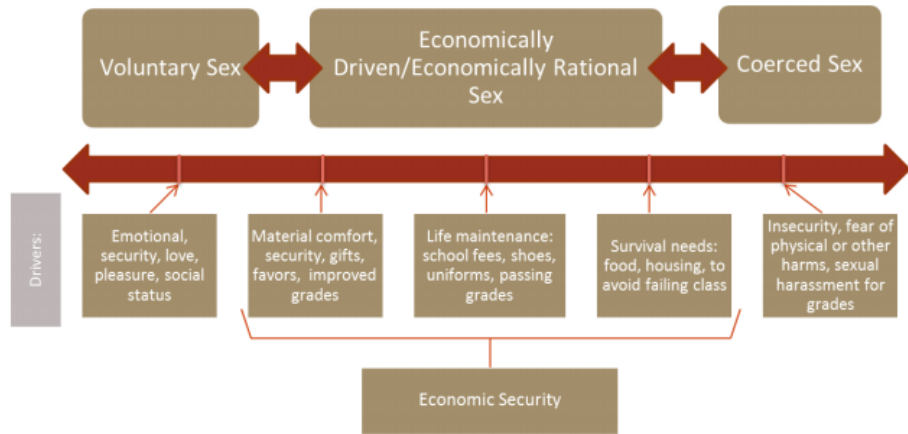 Voluntary Sex
Economically
Driven/Economically Rational
Sex
Coerced Sex
Drivers:
Emotional,
security, love,
pleasure, social
status
Material comfort,
security, gifts,
favors, improved
grades
Life maintenance:
school fees, shoes,
uniforms, passing
grades
Survival needs:
food, housing, to
avoid failing class
Insecurity, fear of
physical or other
harms, sexual
harassment for
grades
Economic Security